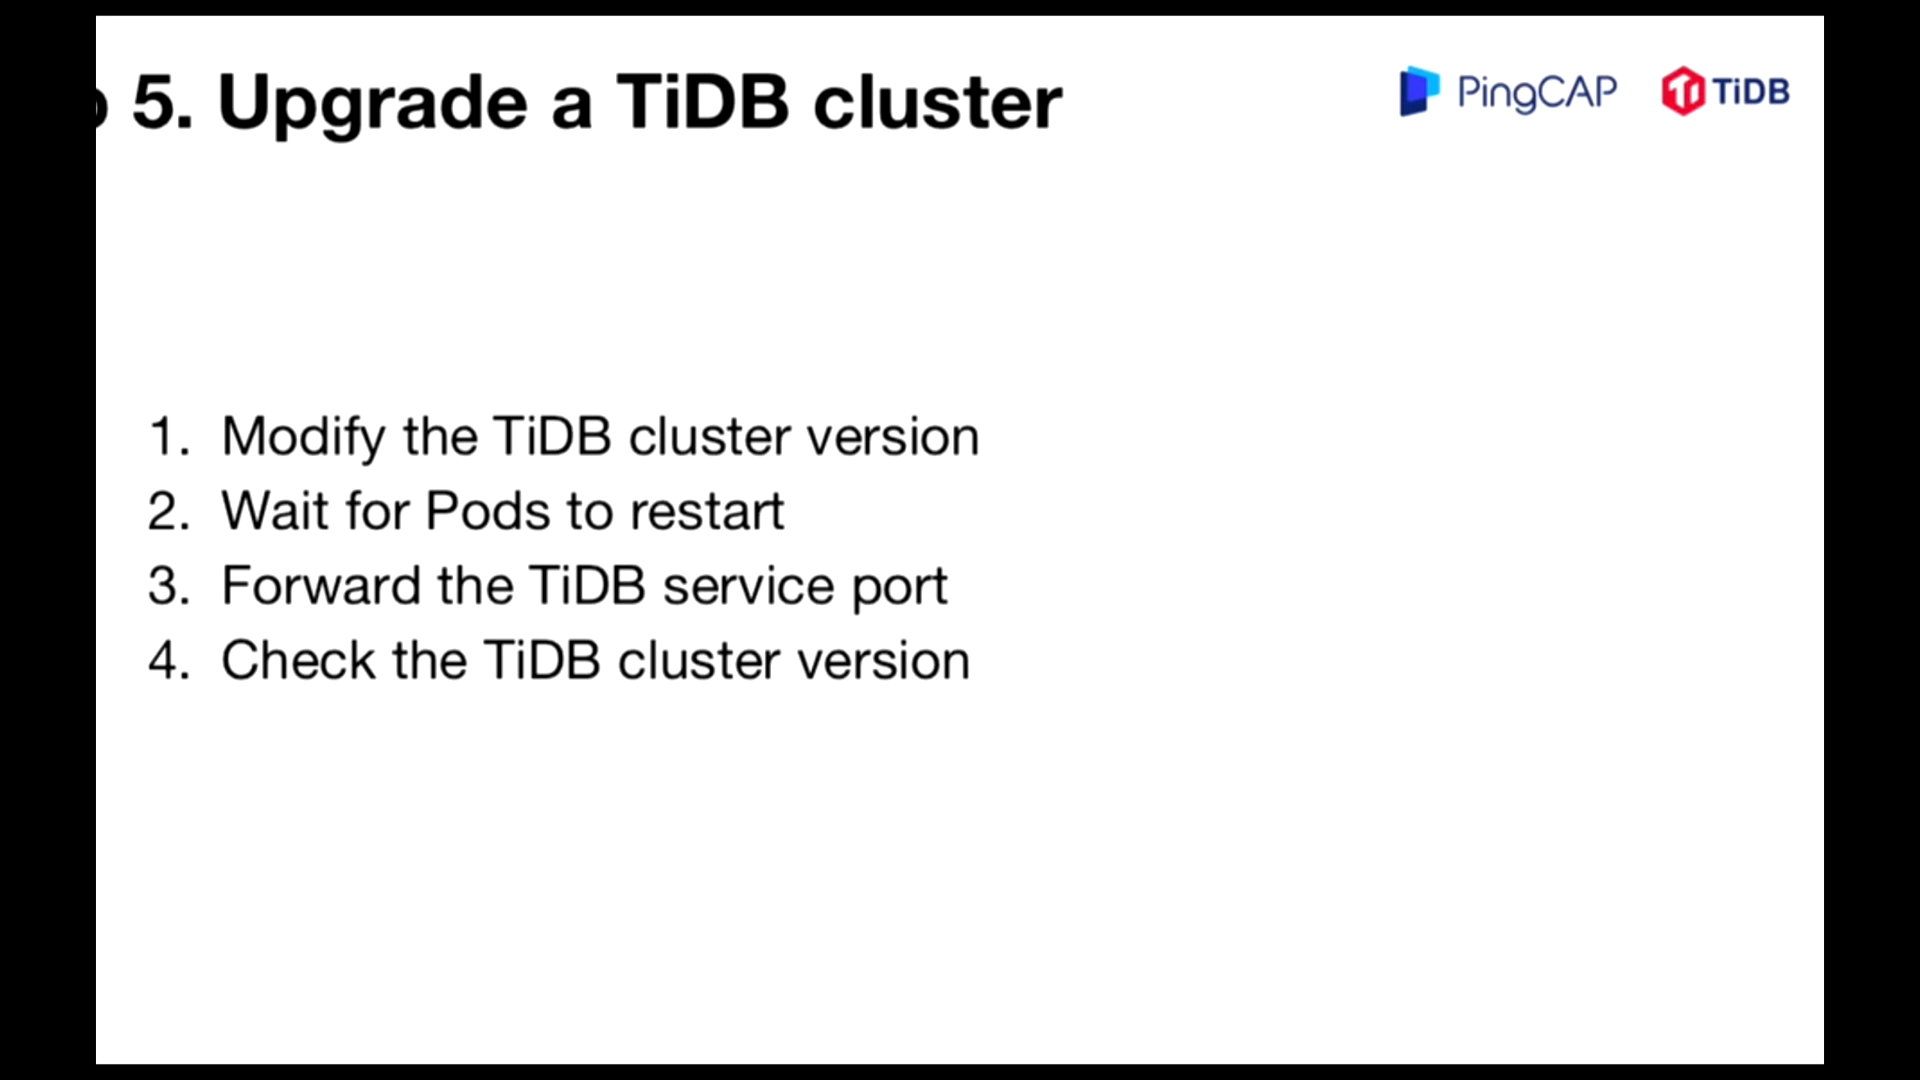 5. Upgrade a TiDB cluster
PingCAP
TiDB
1. Modify the TiDB cluster version
2. Wait for Pods to restart
3. Forward the TiDB service port
4. Check the TiDB cluster version